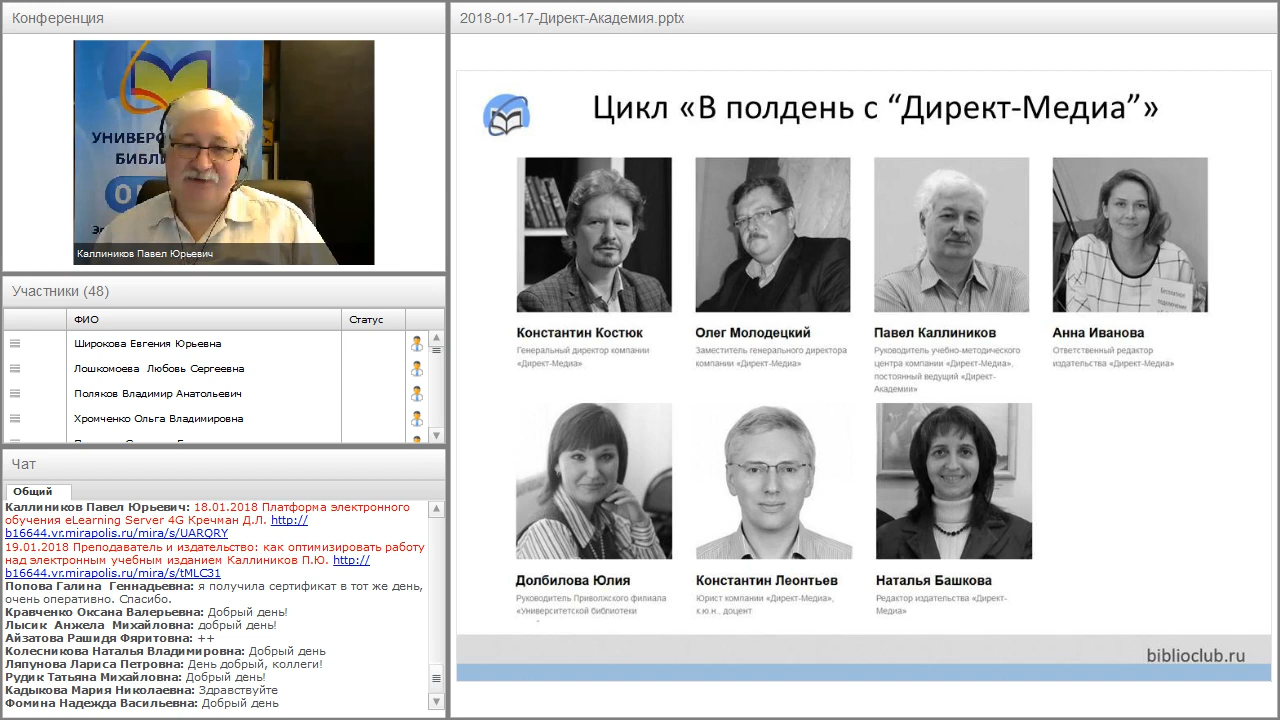 Конференция
УНИВЕРС
БИБЛ
Каллиников Павел Юрьевич
Участники (48)
ФИО
Статус
Широкова Евгения Юрьевна
Лошкомоева Любовь Сергеевна
Поляков Владимир Анатольевич
Хромченко Ольга Владимировна
Чат
Общий
Каллиников Павел Юрьевич: 18.01.2018 Платформа электронного
обучения eLearning Server 4G Кречман Д.Л. http://
b16644.vr.mirapolis.ru/mira/s/UARQRY
19.01.2018 Преподаватель и издательство: как оптимизировать работу
над электронным учебным изданием Каллиников П.Ю. http://
b16644.vr.mirapolis.ru/mira/s/tMLC31
Попова Галина Геннадьевна: я получила сертификат в тот же день,
очень оперативно. Спасибо.
Кравченко Оксана Валерьевна: Добрый день!
Лысик Анжела Михайловна: добрый день!
Айзатова Рашидя Фяритовна: ++
Колесникова Наталья Владимировна: Добрый день
Ляпунова Лариса Петровна: День добрый, коллеги!
Рудик Татьяна Михайловна: Добрый день!
Кадыкова Мария Николаевна: Здравствуйте
Фомина Надежда Васильевна: Добрый день
2018-01-17-Директ-Академия.pptx
Цикл «В полдень с “Директ-Медиа”»
Константин Костюк
Генеральный директор компании
«Директ-Медиа»
Олег Молодецкий
Заместитель генерального директора
компании «Директ-Медиа»
Павел Каллиников
Руководитель учебно-методического
центра компании «Директ-Медиа»,
постоянный ведущий «Директ-
Академии»
Бесплатное
подключение
Анна Иванова
Ответственный редактор
издательства «Директ-Медиа»
Долбилова Юлия
Руководитель Приволжского филиала
«Университетской библиотеки
Константин Леонтьев
Юрист компании «Директ-Медиа»,
к.ю.н., доцент
Наталья Башкова
Редактор издательства «Директ-
Медиа»
biblioclub.ru